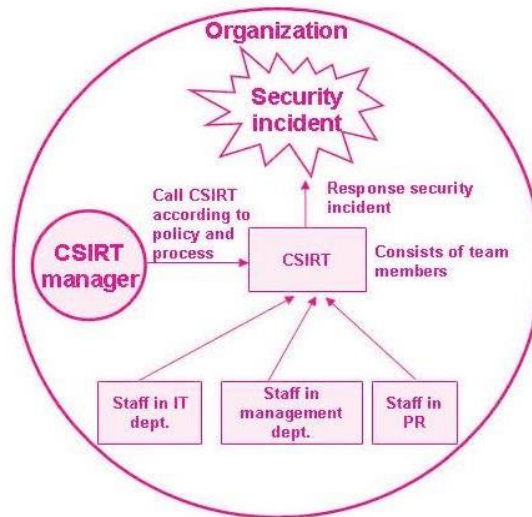 Organization
Security
incident
Call CSIRT
according to
policy and
process
Response security
incident
CSIRT
manager
CSIRT
Consists of team
members
Staff in IT
dept.
Staff in
management
dept.
Staff in
PR